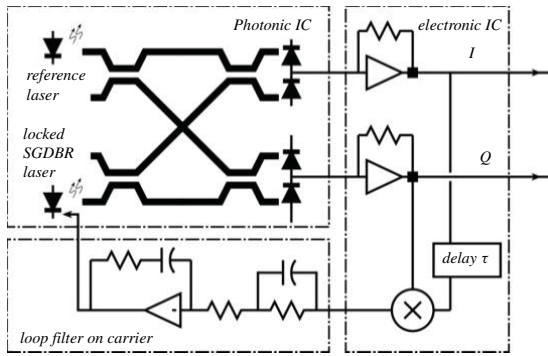 Photonic IC
electronic IC
I
reference
laser
locked
SGDBR
laser
Q
delay τ
-
loop filter on carrier